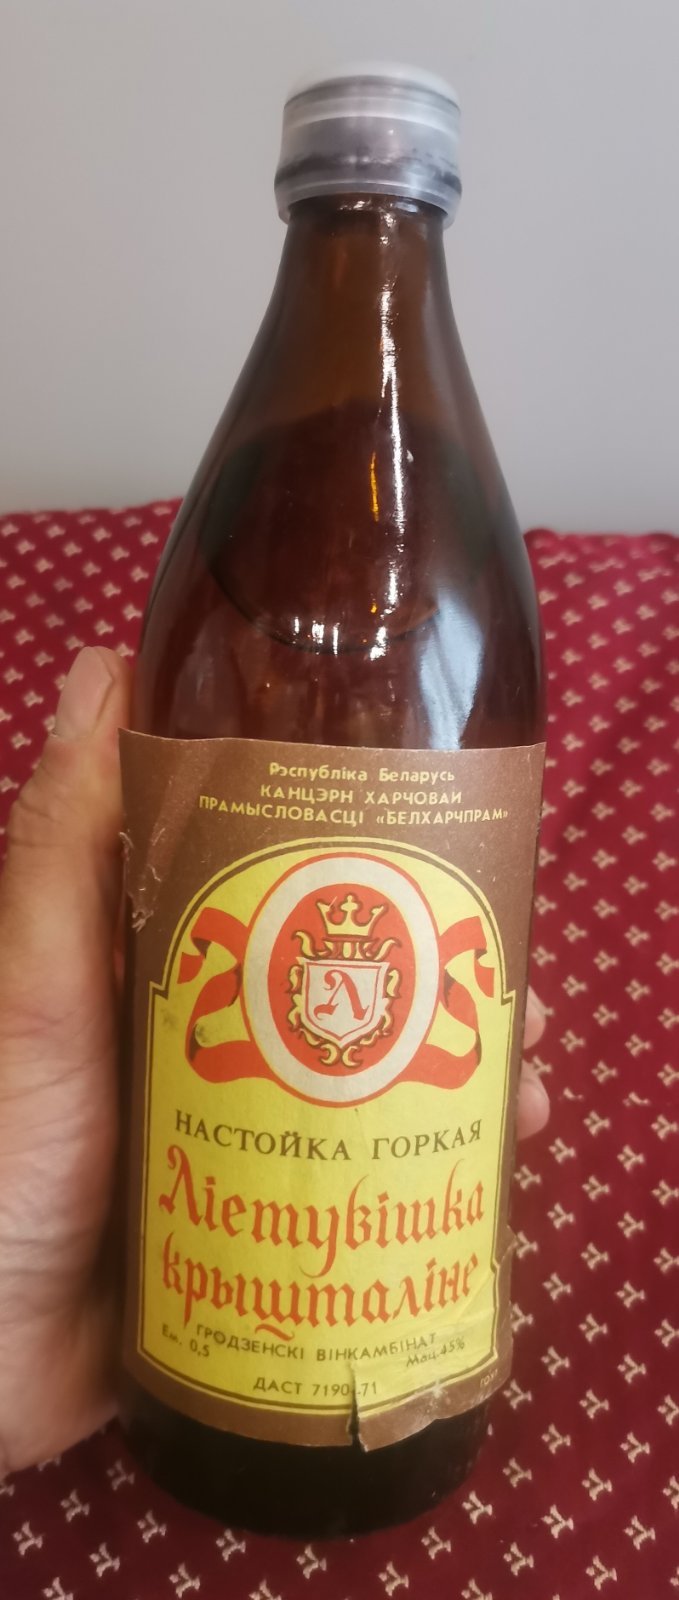 Рэспубліка Беларусь
КАНЦЭРН ХАРЧОВАЙ
ПРАМЫСЛОВАСЦІ «БЕЛХАРЧПРАМ»
Л
НАСТОЙКА ГОРКАЯ
Ліетувішка
крышталіне
ГРОДЗЕНСКІ ВІНКАМБІНАТ
Ем. 0,5
Мац. 45%
ДАСТ 7190-71